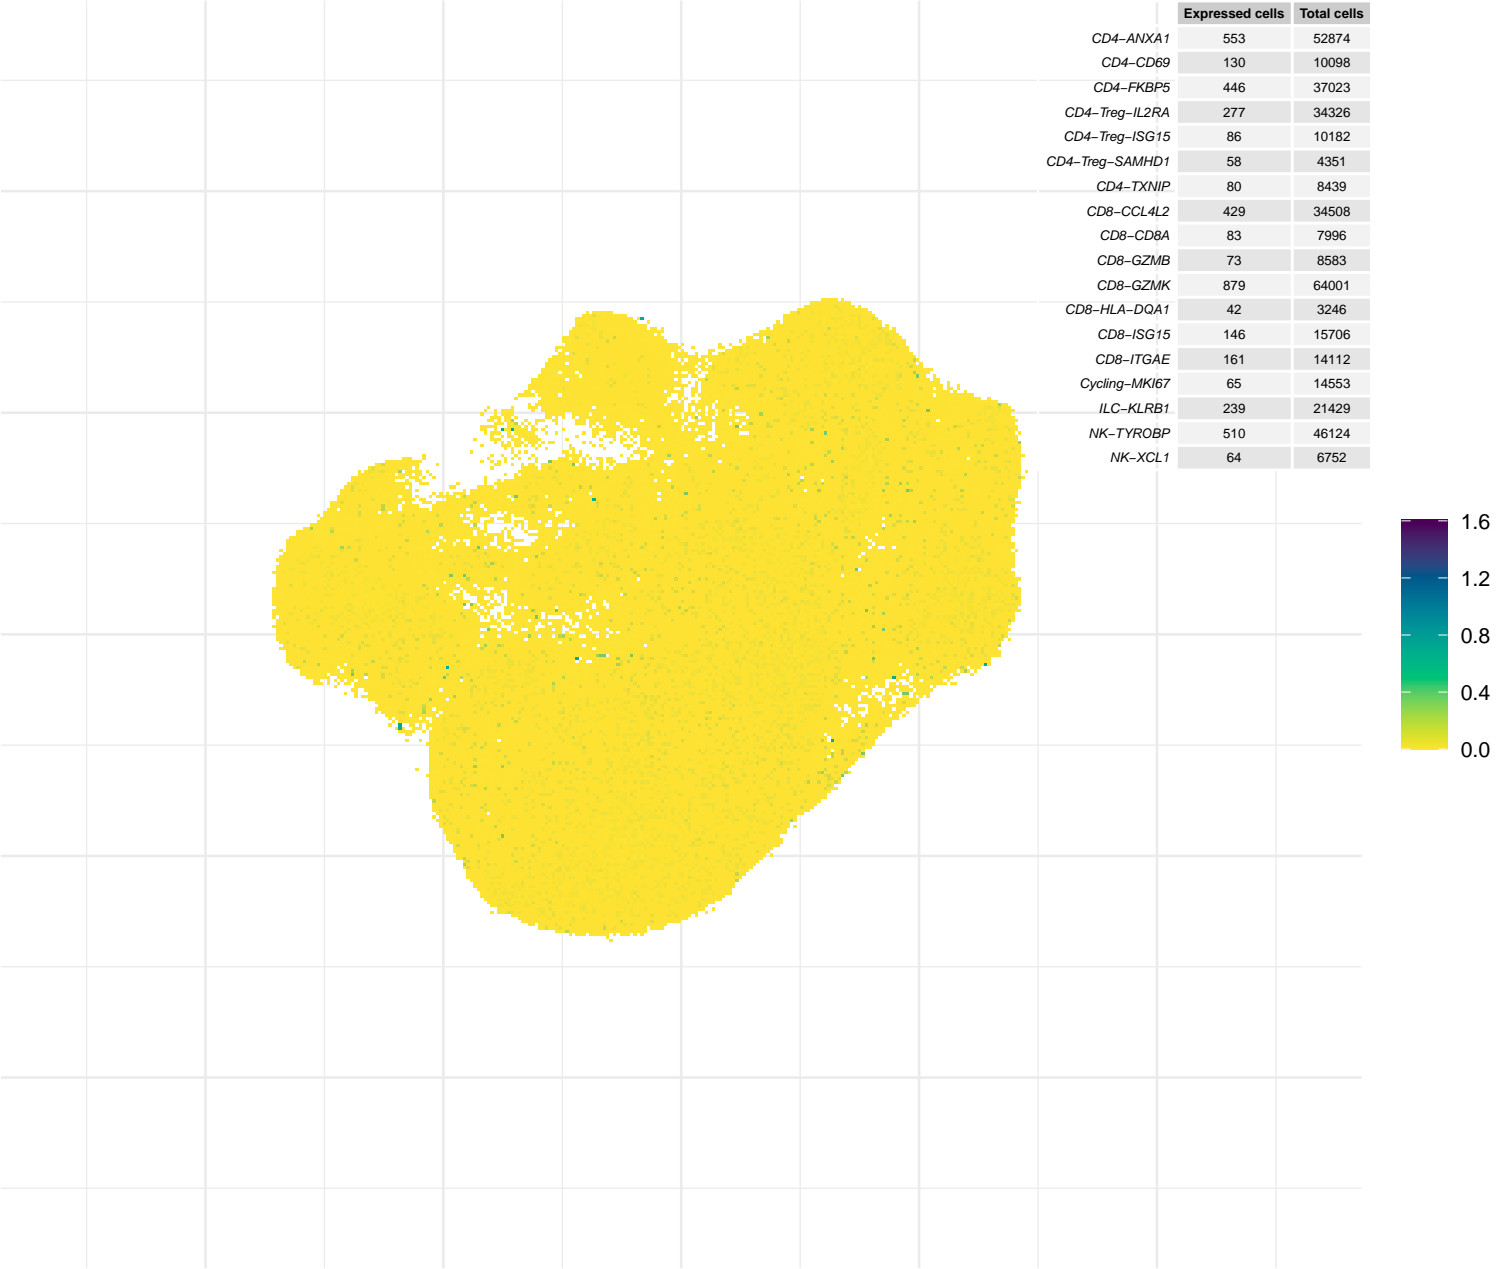 Expressed cells Total cells
CD4−ANXA1 553 52874
CD4−CD69 130 10098
CD4−FKBP5 446 37023
CD4−Treg−IL2RA 277 34326
CD4−Treg−ISG15 86 10182
CD4−Treg−SAMHD1 58 4351
CD4−TXNIP 80 8439
CD8−CCL4L2 429 34508
CD8−CD8A 83 7996
CD8−GZMB 73 8583
CD8−GZMK 879 64001
CD8−HLA−DQA1 42 3246
CD8−ISG15 146 15706
CD8−ITGAE 161 14112
Cycling−MKI67 65 14553
ILC−KLRB1 239 21429
NK−TYROBP 510 46124
NK−XCL1 64 6752
1.6
1.2
0.8
0.4
0.0